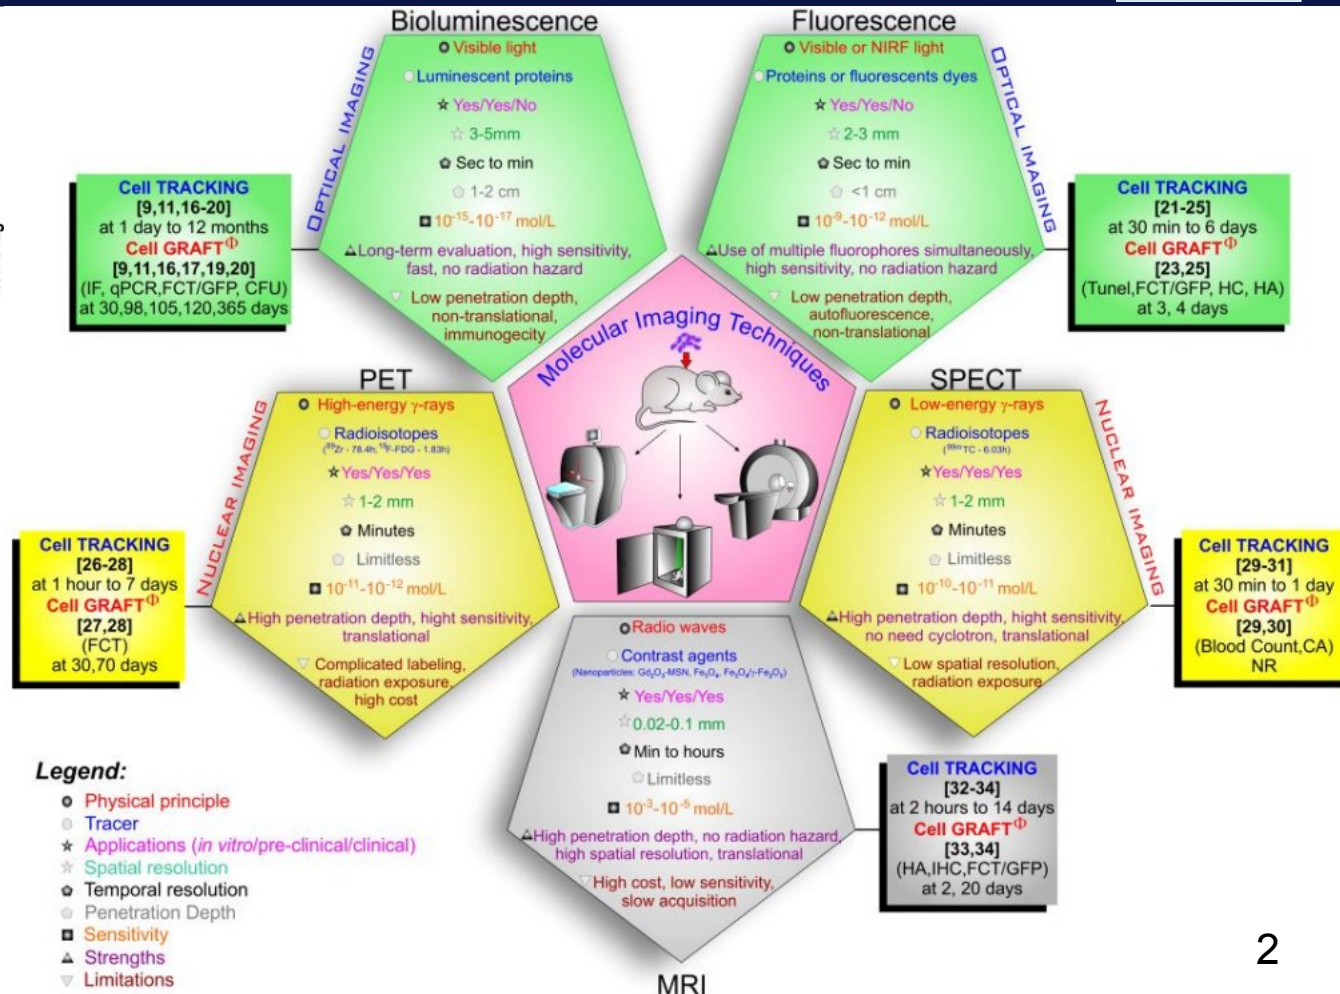 Bioluminescence
Visible light
Luminescent proteins
Yes/Yes/No
3-5mm
Sec to min
1-2 cm
10⁻¹⁵-10⁻¹⁷ mol/L
Long-term evaluation, high sensitivity,
fast, no radiation hazard
Low penetration depth,
non-translational,
immunogecity
OPTICAL IMAGING
Cell TRACKING
[9,11,16-20]
at 1 day to 12 months
Cell GRAFTΦ
[9,11,16,17,19,20]
(IF, qPCR,FCT/GFP, CFU)
at 30,98,105,120,365 days
Fluorescence
Visible or NIRF light
Proteins or fluorescents dyes
Yes/Yes/No
2-3 mm
Sec to min
<1 cm
10⁻⁹-10⁻¹² mol/L
Use of multiple fluorophores simultaneously,
high sensitivity, no radiation hazard
Low penetration depth,
autofluorescence,
non-translational
OPTICAL IMAGING
Cell TRACKING
[21-25]
at 30 min to 6 days
Cell GRAFTΦ
[23,25]
(Tunel,FCT/GFP, HC, HA)
at 3, 4 days
Molecular Imaging Techniques
PET
High-energy γ-rays
Radioisotopes
(⁸⁹Zr - 78.4h; ¹⁸F-FDG - 1.83h)
Yes/Yes/Yes
1-2 mm
Minutes
Limitless
10⁻¹¹-10⁻¹² mol/L
High penetration depth, hight sensitivity,
translational
Complicated labeling,
radiation exposure,
high cost
NUCLEAR IMAGING
Cell TRACKING
[26-28]
at 1 hour to 7 days
Cell GRAFTΦ
[27,28]
(FCT)
at 30,70 days
SPECT
Low-energy γ-rays
Radioisotopes
(⁹⁹ᵐTC - 6.03h)
Yes/Yes/Yes
1-2 mm
Minutes
Limitless
10⁻¹⁰-10⁻¹¹ mol/L
High penetration depth, hight sensitivity,
no need cyclotron, translational
Low spatial resolution,
radiation exposure
NUCLEAR IMAGING
Cell TRACKING
[29-31]
at 30 min to 1 day
Cell GRAFTΦ
[29,30]
(Blood Count,CA)
NR
Radio waves
Contrast agents
(Nanoparticles: Gd₂O₃-MSN, Fe₃O₄, Fe₃O₄/γ-Fe₂O₃)
Yes/Yes/Yes
0.02-0.1 mm
Min to hours
Limitless
10⁻³-10⁻⁵ mol/L
High penetration depth, no radiation hazard,
high spatial resolution, translational
High cost, low sensitivity,
slow acquisition
MRI
Cell TRACKING
[32-34]
at 2 hours to 14 days
Cell GRAFTΦ
[33,34]
(HA,IHC,FCT/GFP)
at 2, 20 days
Legend:
Physical principle
Tracer
Applications (in vitro/pre-clinical/clinical)
Spatial resolution
Temporal resolution
Penetration Depth
Sensitivity
Strengths
Limitations
2